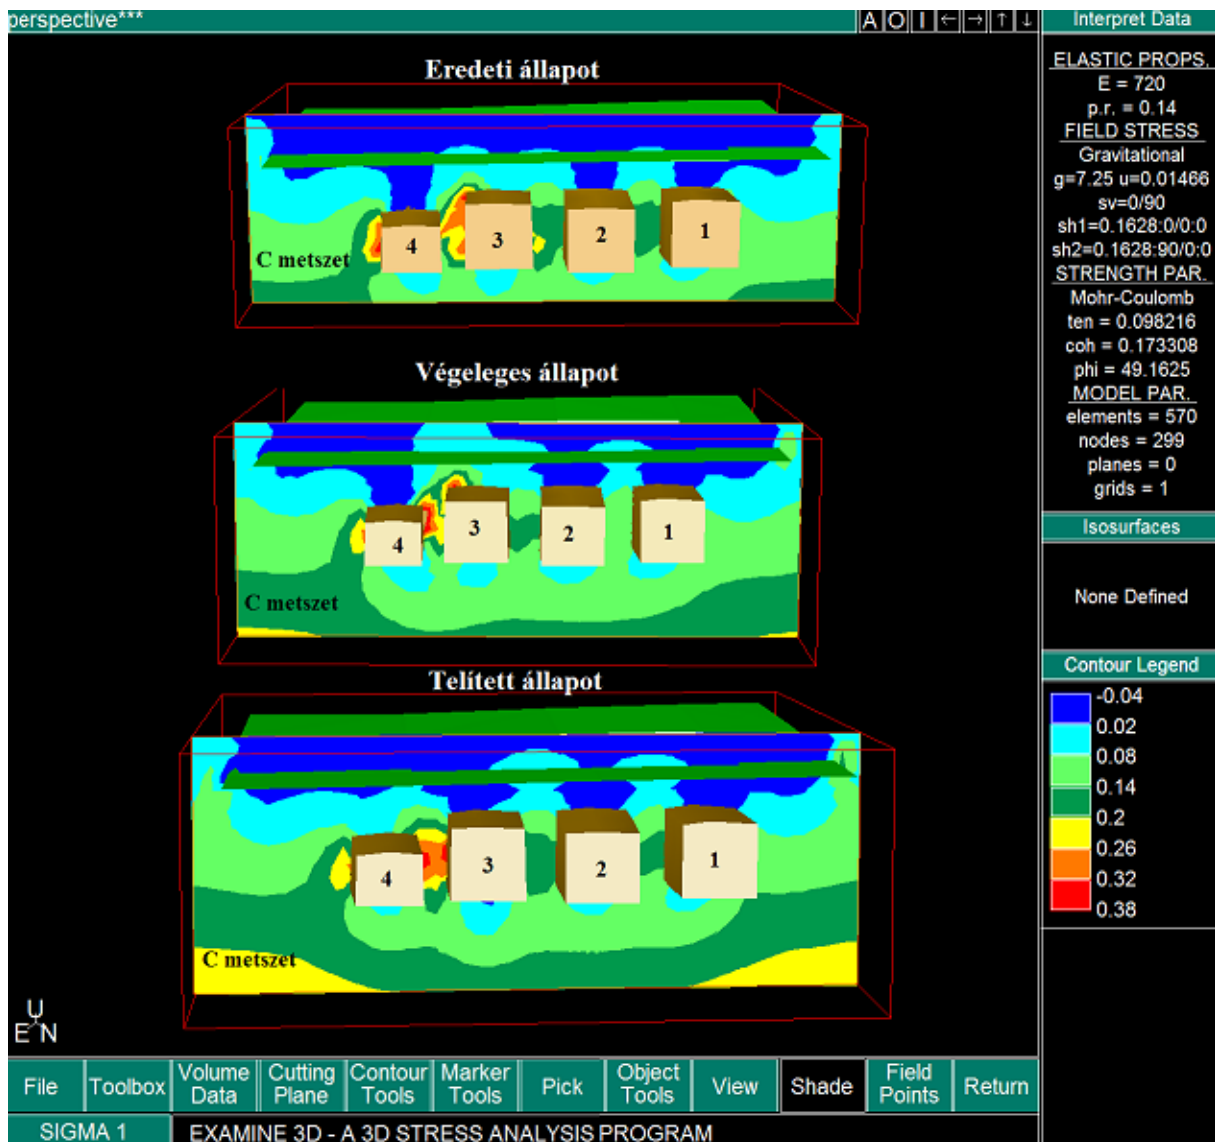 perspective***
A O I ← → ↑ ↓
Interpret Data
Eredeti állapot
4
3
2
1
C metszet
Végeleges állapot
4
3
2
1
C metszet
Telített állapot
4
3
2
1
C metszet
U
E N
ELASTIC PROPS.
E = 720
p.r. = 0.14
FIELD STRESS
Gravitational
g=7.25 u=0.01466
sv=0/90
sh1=0.1628:0/0:0
sh2=0.1628:90/0:0
STRENGTH PAR.
Mohr-Coulomb
ten = 0.098216
coh = 0.173308
phi = 49.1625
MODEL PAR.
elements = 570
nodes = 299
planes = 0
grids = 1
Isosurfaces
None Defined
Contour Legend
-0.04
0.02
0.08
0.14
0.2
0.26
0.32
0.38
File
Toolbox
Volume
Data
Cutting
Plane
Contour
Tools
Marker
Tools
Pick
Object
Tools
View
Shade
Field
Points
Return
SIGMA 1
EXAMINE 3D - A 3D STRESS ANALYSIS PROGRAM